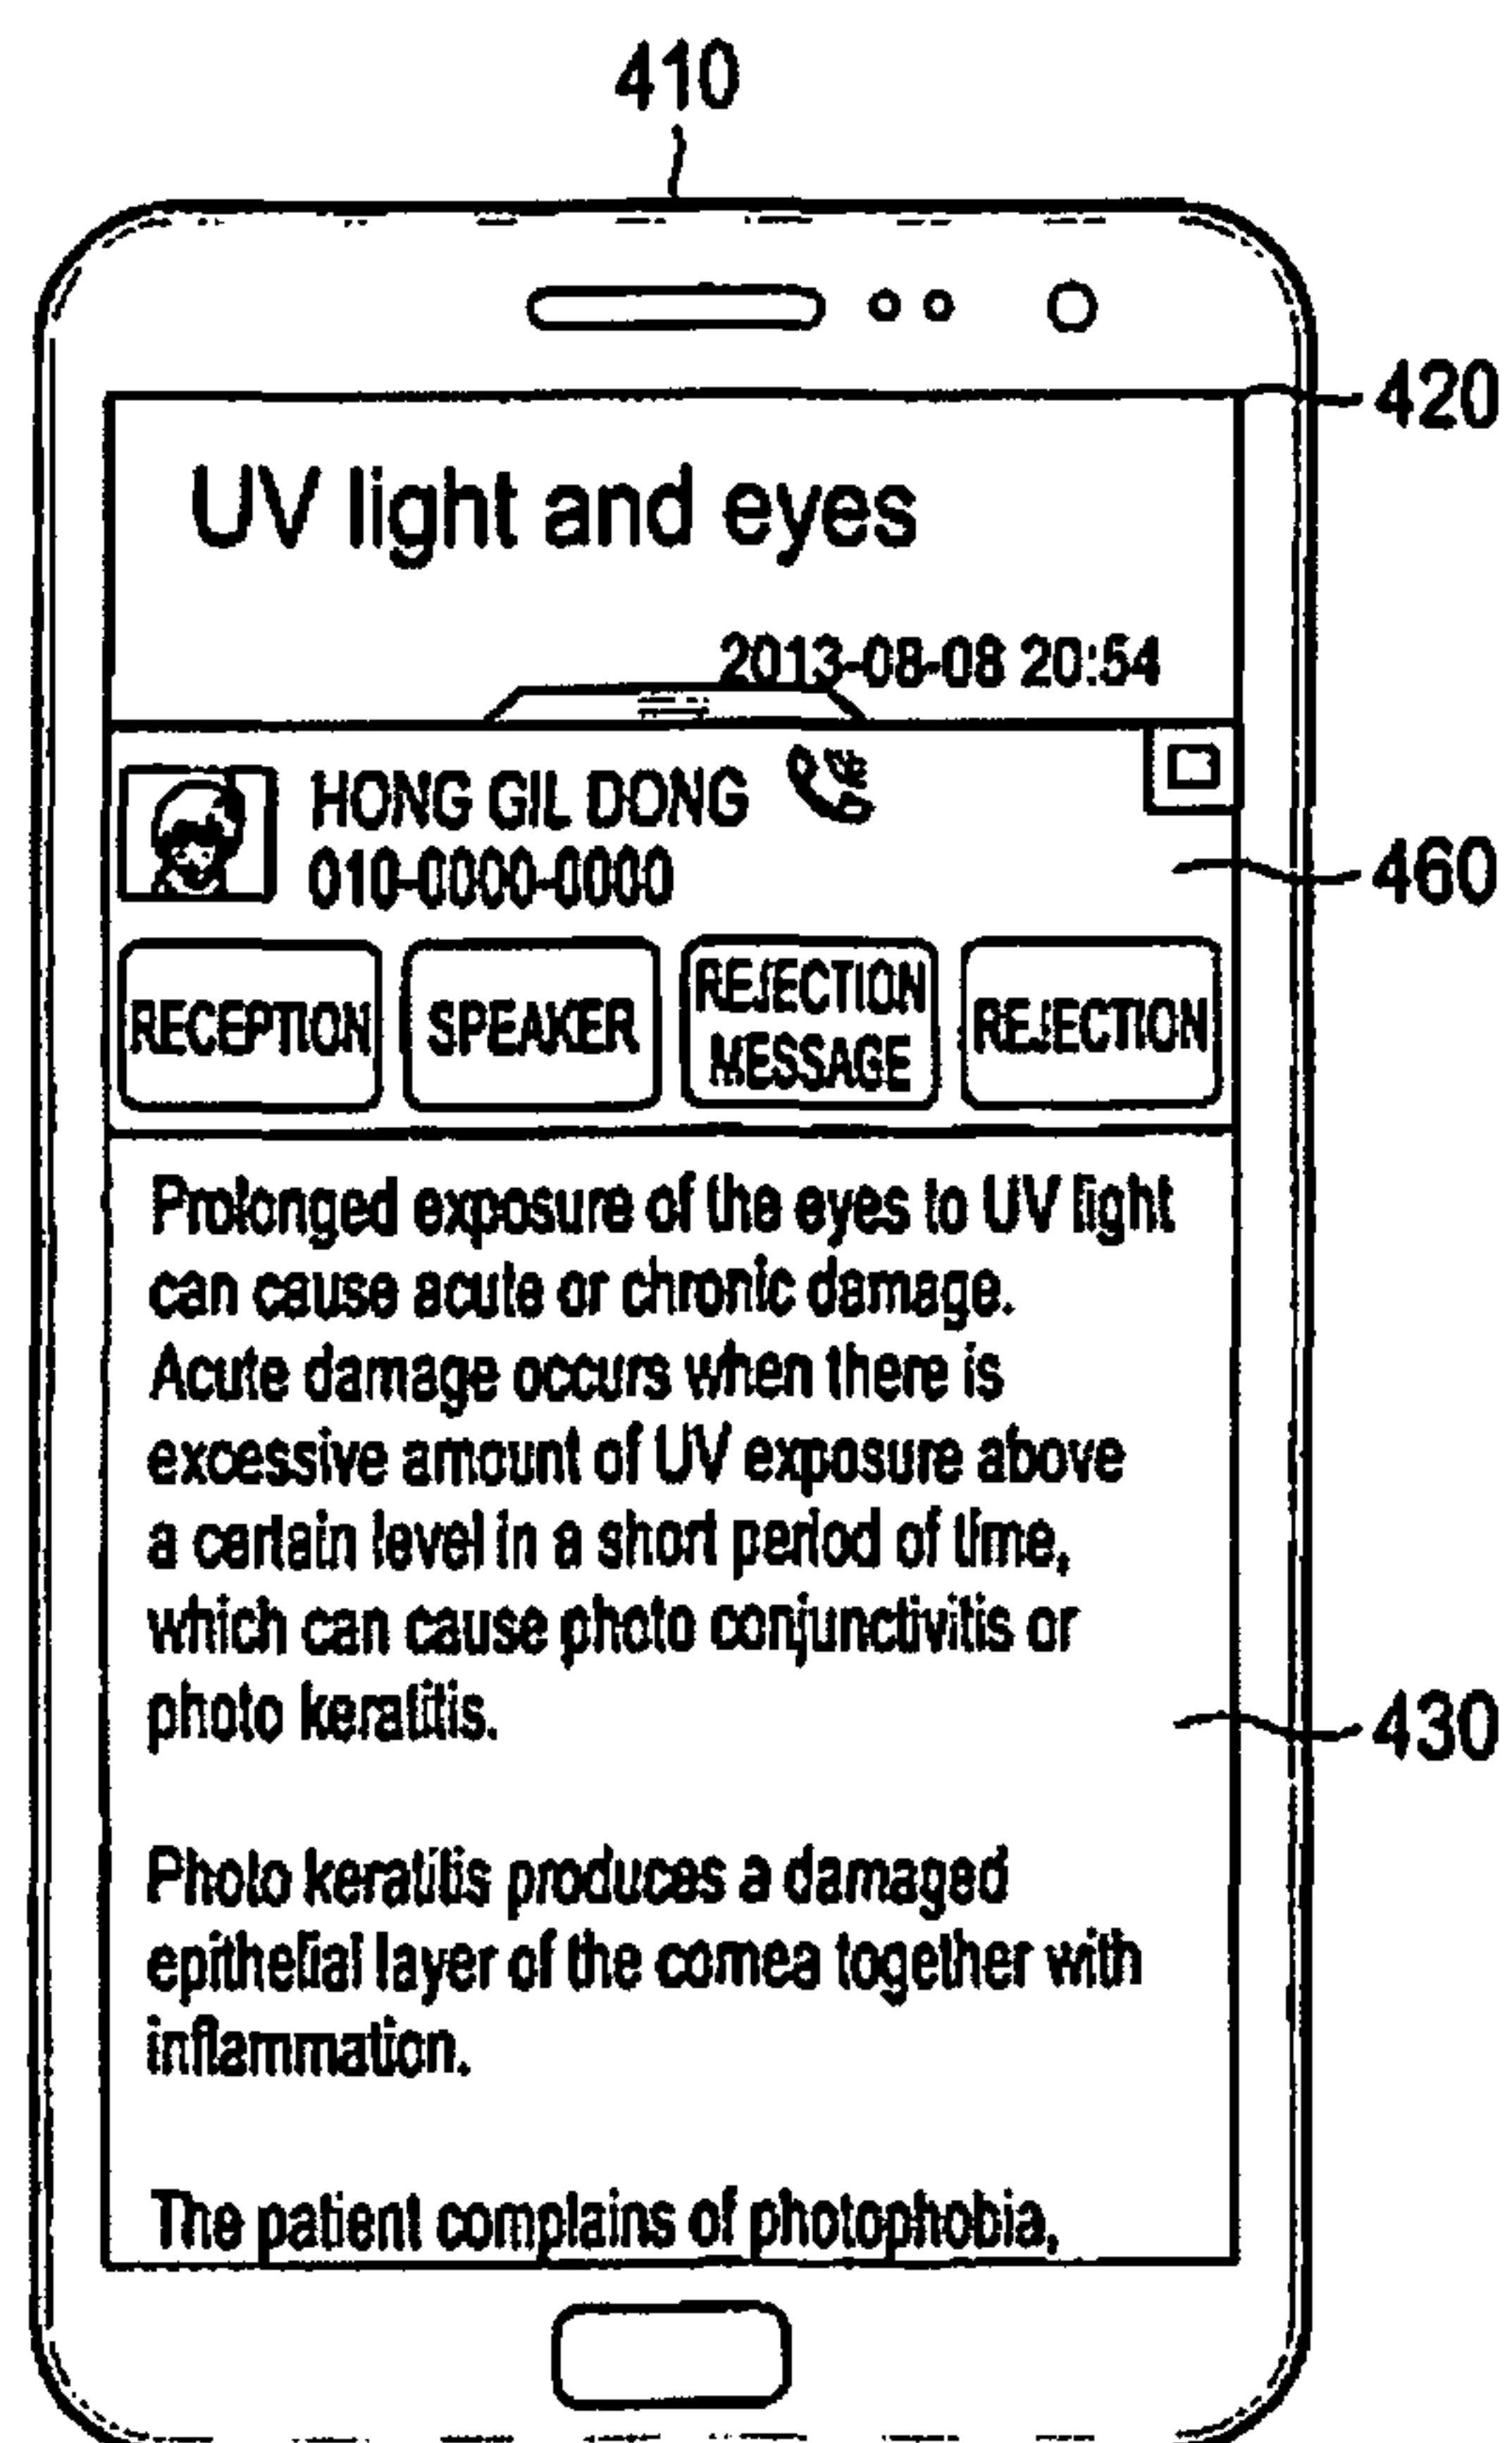 410
420
UV light and eyes
2013-08-08 20:54
HONG GIL DONG
010-0000-0000
460
RECEPTION
SPEAKER
REJECTION
MESSAGE
REJECTION
Prolonged exposure of the eyes to UV light
can cause acute or chronic damage.
Acute damage occurs when there is
excessive amount of UV exposure above
a certain level in a short period of time,
which can cause photo conjunctivitis or
photo keratitis.
430
Photo keratitis produces a damaged
epithelial layer of the cornea together with
inflammation.
The patient complains of photophobia,